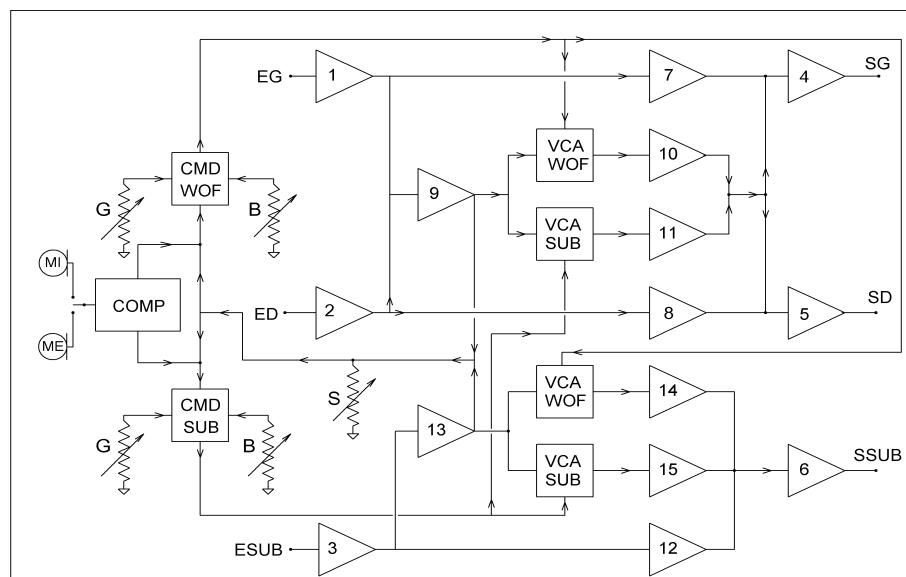 EG
1
7
4
SG
CMD
WOF
VCA
WOF
10
G
B
9
MI
VCA
SUB
11
S
COMP
ED
2
8
5
SD
ME
CMD
SUB
VCA
WOF
14
G
B
13
VCA
SUB
15
6
SSUB
ESUB
3
12